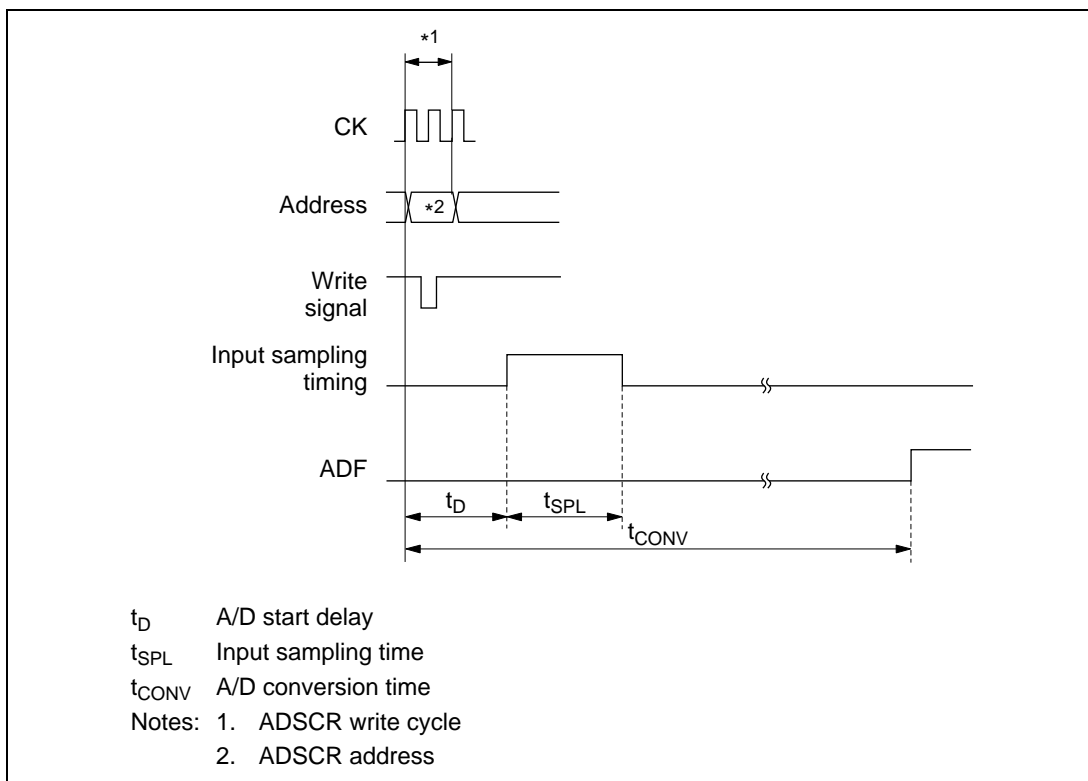 *1
CK
Address
*2
Write
signal
Input sampling
timing
ADF
tD
tSPL
tCONV
tD A/D start delay
tSPL Input sampling time
tCONV A/D conversion time
Notes: 1. ADSCR write cycle
2. ADSCR address